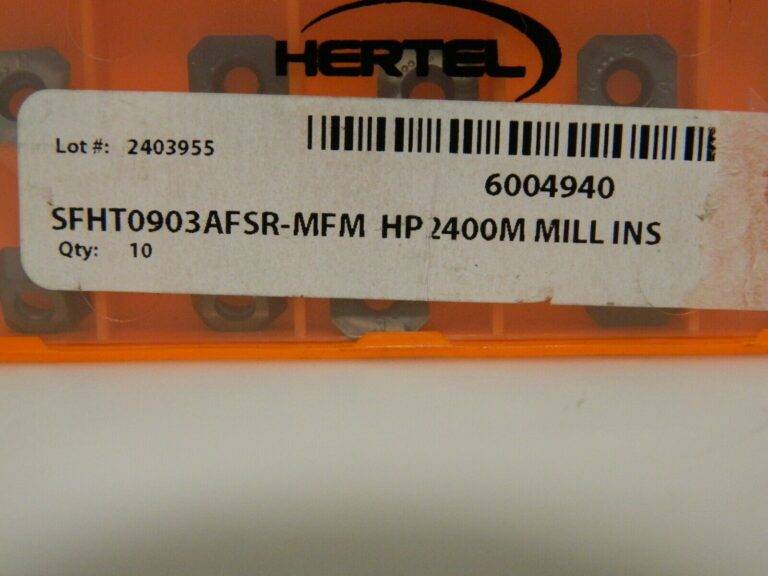 HERTEL
Lot #: 2403955
6004940
SFHT0903AFSR-MFM HP 2400M MILL INS
Qty: 10